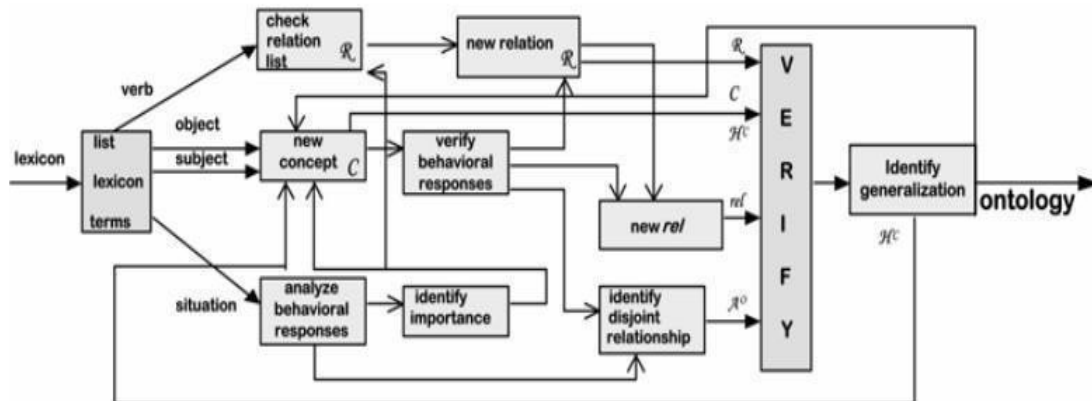 check
relation
list
R
new relation
R
R
V
E
R
I
F
Y
verb
C
list
lexicon
terms
object
lexicon
subject
new
concept
C
verify
behavioral
responses
H^C
Identify
generalization
ontology
H^C
new rel
rel
situation
analyze
behavioral
responses
identify
importance
identify
disjoint
relationship
A^O